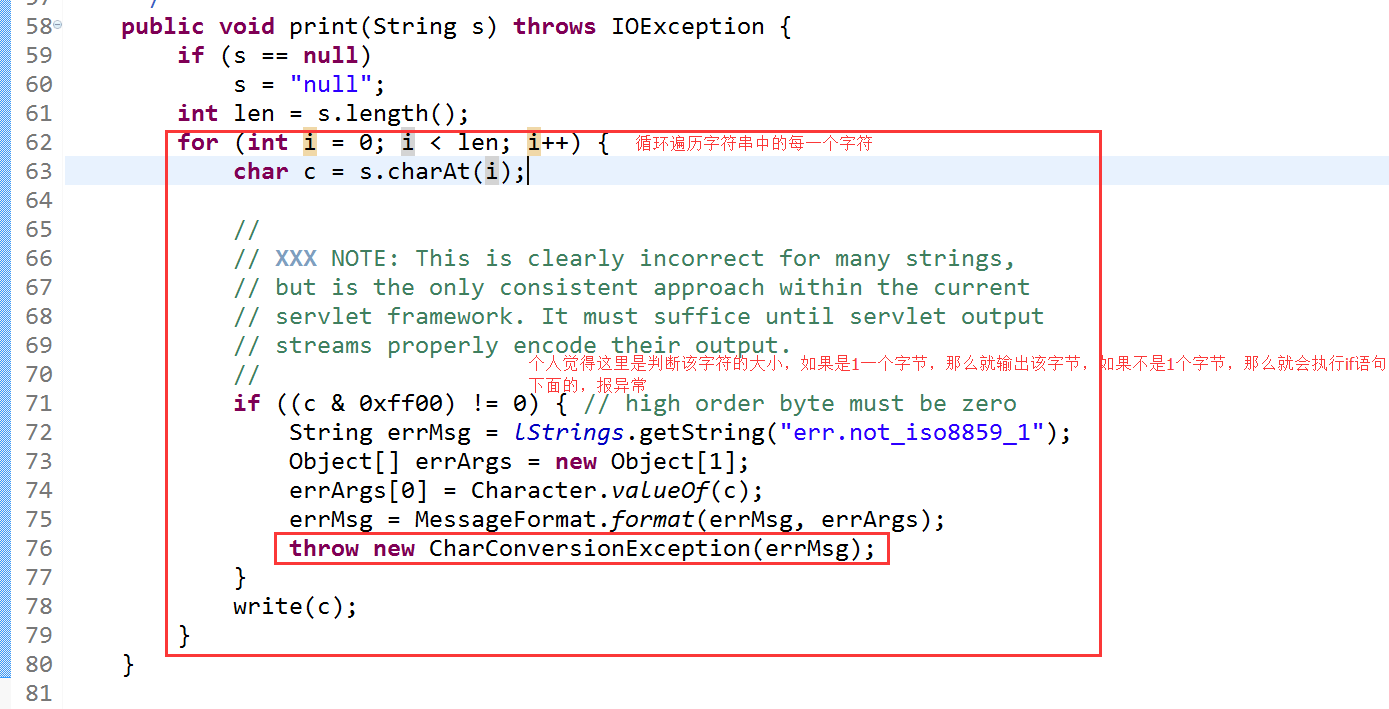 58 public void print(String s) throws IOException {
59 if (s == null)
60 s = "null";
61 int len = s.length();
62 for (int i = 0; i < len; i++) { 循环遍历字符串中的每一个字符
63 char c = s.charAt(i);
64
65 //
66 // XXX NOTE: This is clearly incorrect for many strings,
67 // but is the only consistent approach within the current
68 // servlet framework. It must suffice until servlet output
69 // streams properly encode their output.
个人觉得这里是判断该字符的大小，如果是1一个字节，那么就输出该字节，如果不是1个字节，那么就会执行if语句
70 //
下面的，报异常
71 if ((c & 0xff00) != 0) { // high order byte must be zero
72 String errMsg = lStrings.getString("err.not_iso8859_1");
73 Object[] errArgs = new Object[1];
74 errArgs[0] = Character.valueOf(c);
75 errMsg = MessageFormat.format(errMsg, errArgs);
76 throw new CharConversionException(errMsg);
77 }
78 write(c);
79 }
80 }
81